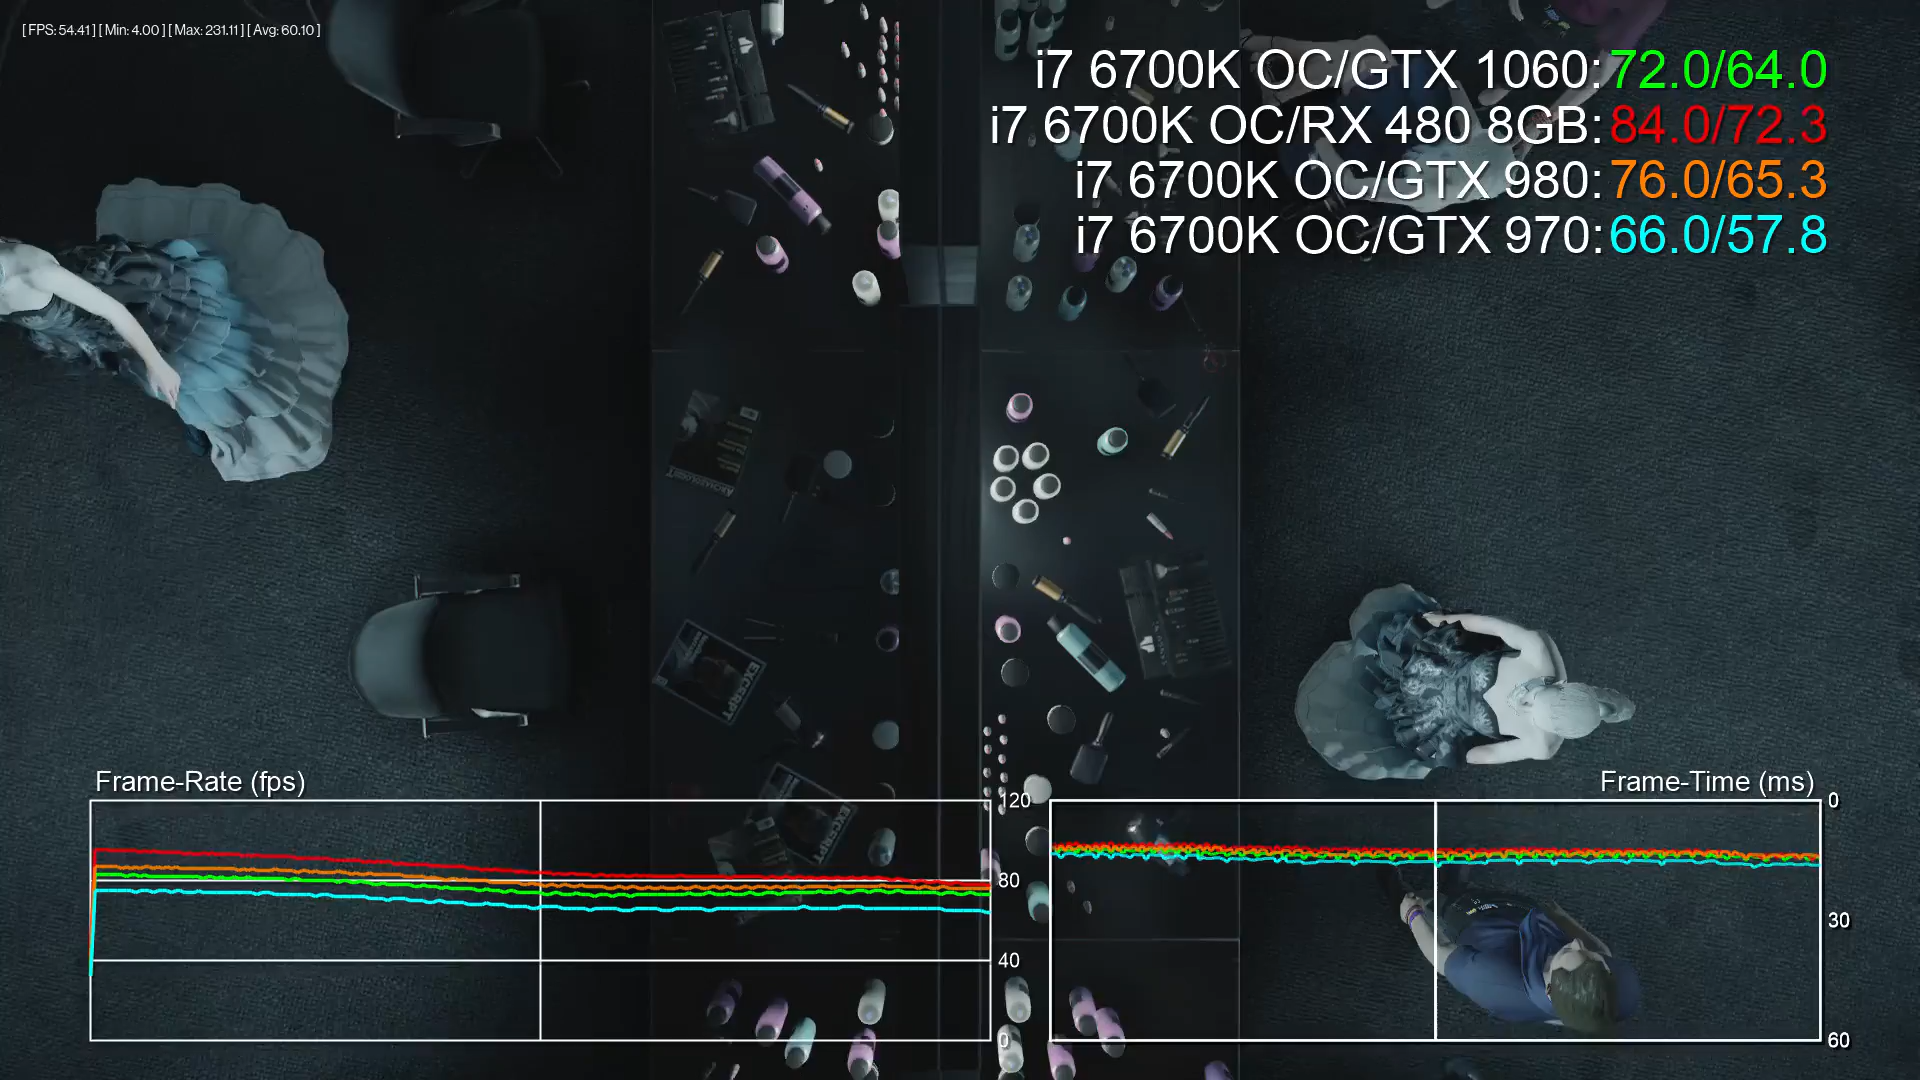 [ FPS: 54.41 ] [ Min: 4.00 ] [ Max: 231.11 ] [ Avg: 60.10 ]
i7 6700K OC/GTX 1060: 72.0/64.0
i7 6700K OC/RX 480 8GB: 84.0/72.3
i7 6700K OC/GTX 980: 76.0/65.3
i7 6700K OC/GTX 970: 66.0/57.8
EXCERPT
Frame-Rate (fps)
120
80
40
0
Frame-Time (ms)
0
30
60